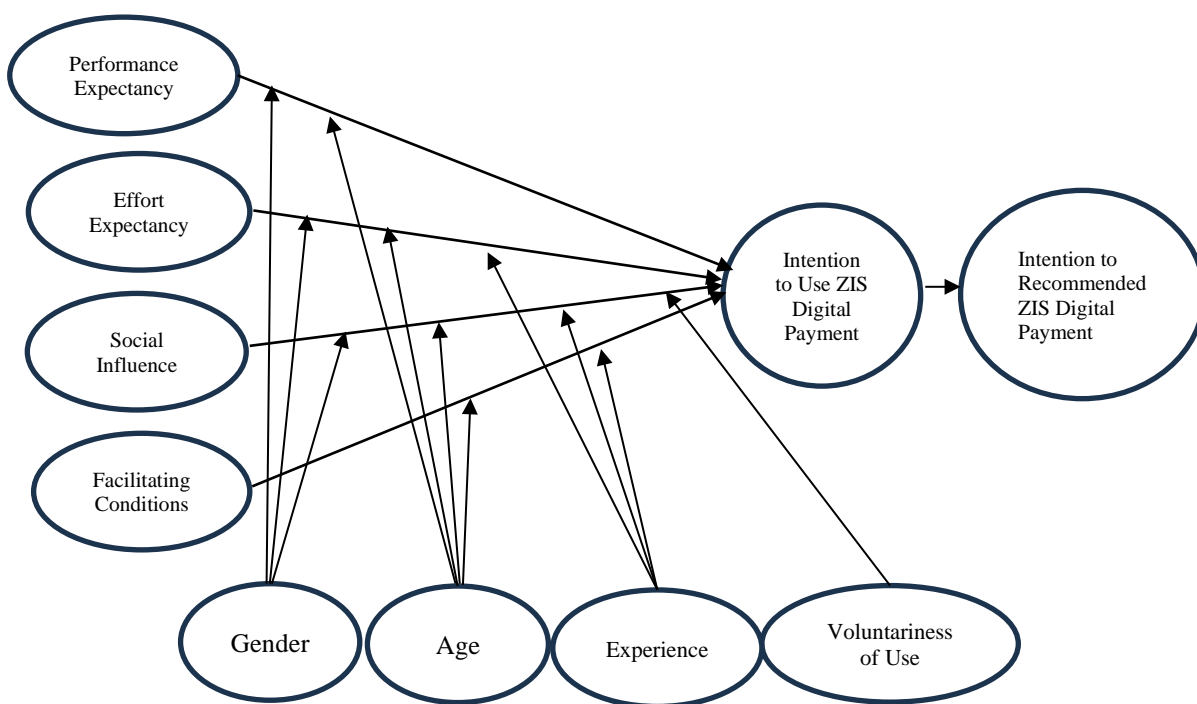 Performance
Expectancy
Effort
Expectancy
Social
Influence
Facilitating
Conditions
Intention
to Use ZIS
Digital
Payment
Intention to
Recommended
ZIS Digital
Payment
Gender
Age
Experience
Voluntariness
of Use